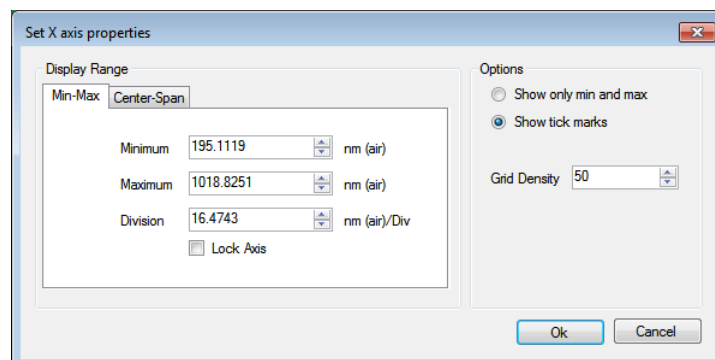 Set X axis properties
Display Range
Min-Max Center-Span
Minimum 195.1119 nm (air)
Maximum 1018.8251 nm (air)
Division 16.4743 nm (air)/Div
Lock Axis
Options
Show only min and max
Show tick marks
Grid Density 50
Ok Cancel